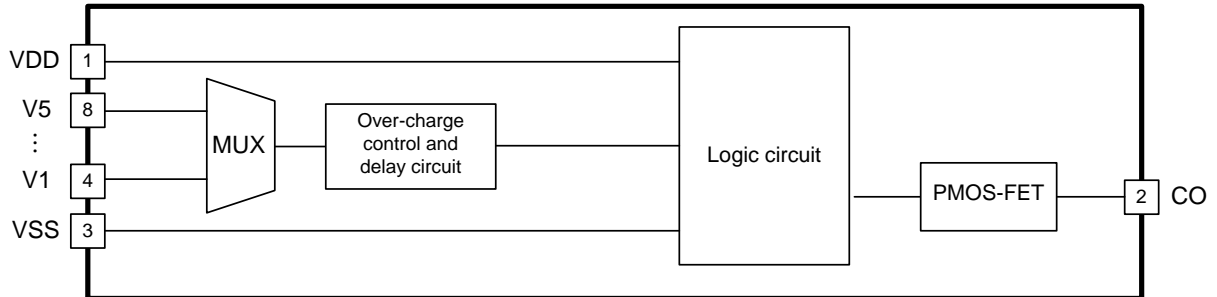 VDD
1
V5
8
⋮
V1
4
VSS
3
MUX
Over-charge
control and
delay circuit
Logic circuit
PMOS-FET
2
CO